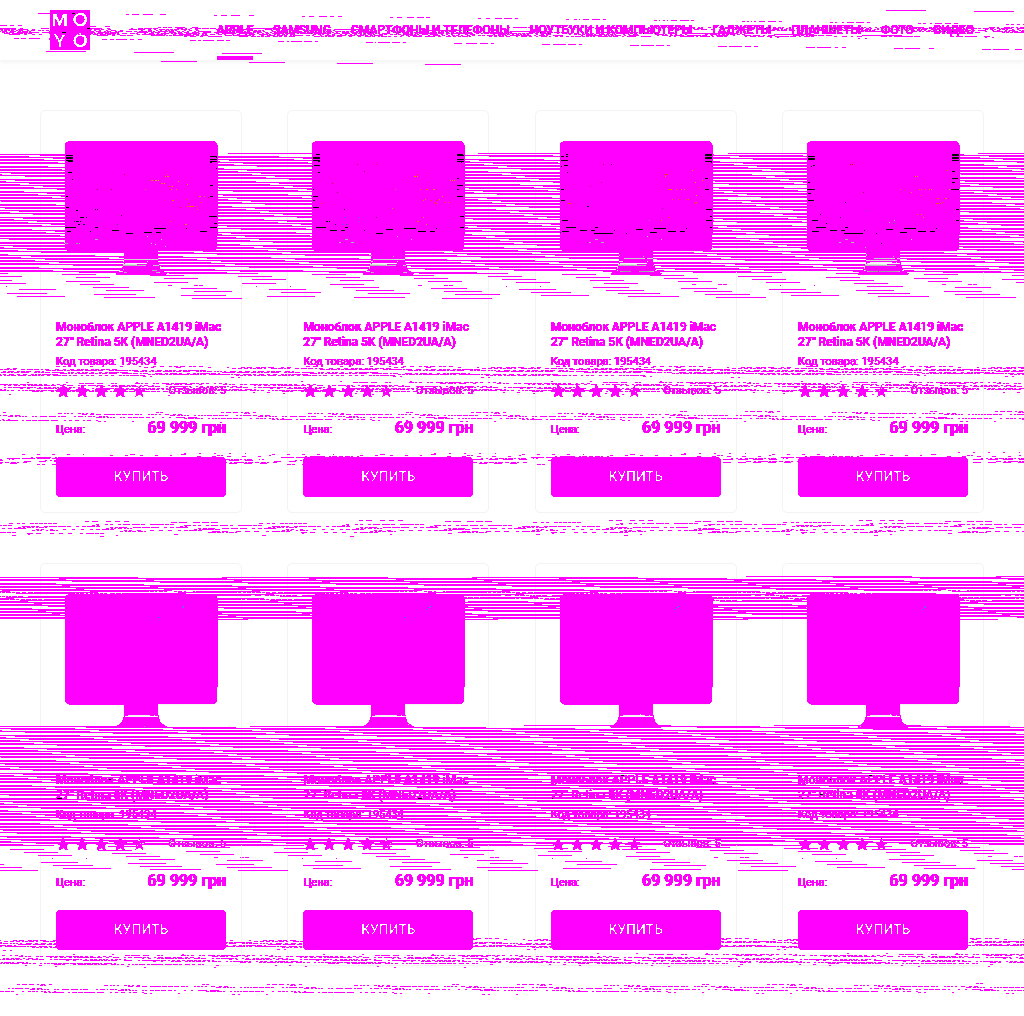 MO
YO
APPLE SAMSUNG СМАРТФОНЫ И ТЕЛЕФОНЫ НОУТБУКИ И КОМПЬЮТЕРЫ ГАДЖЕТЫ ПЛАНШЕТЫ ФОТО ВИДЕО
Моноблок APPLE A1419 iMac Моноблок APPLE A1419 iMac Моноблок APPLE A1419 iMac Моноблок APPLE A1419 iMac
27" Retina 5K (MNED2UA/A) 27" Retina 5K (MNED2UA/A) 27" Retina 5K (MNED2UA/A) 27" Retina 5K (MNED2UA/A)
Код товара: 195434 Код товара: 195434 Код товара: 195434 Код товара: 195434
Отзывов: 5 Отзывов: 5 Отзывов: 5 Отзывов: 5
Цена: 69 999 грн Цена: 69 999 грн Цена: 69 999 грн Цена: 69 999 грн
КУПИТЬ КУПИТЬ КУПИТЬ КУПИТЬ
Моноблок APPLE A1419 iMac Моноблок APPLE A1419 iMac Моноблок APPLE A1419 iMac Моноблок APPLE A1419 iMac
27" Retina 5K (MNED2UA/A) 27" Retina 5K (MNED2UA/A) 27" Retina 5K (MNED2UA/A) 27" Retina 5K (MNED2UA/A)
Код товара: 195434 Код товара: 195434 Код товара: 195434 Код товара: 195434
Отзывов: 5 Отзывов: 5 Отзывов: 5 Отзывов: 5
Цена: 69 999 грн Цена: 69 999 грн Цена: 69 999 грн Цена: 69 999 грн
КУПИТЬ КУПИТЬ КУПИТЬ КУПИТЬ